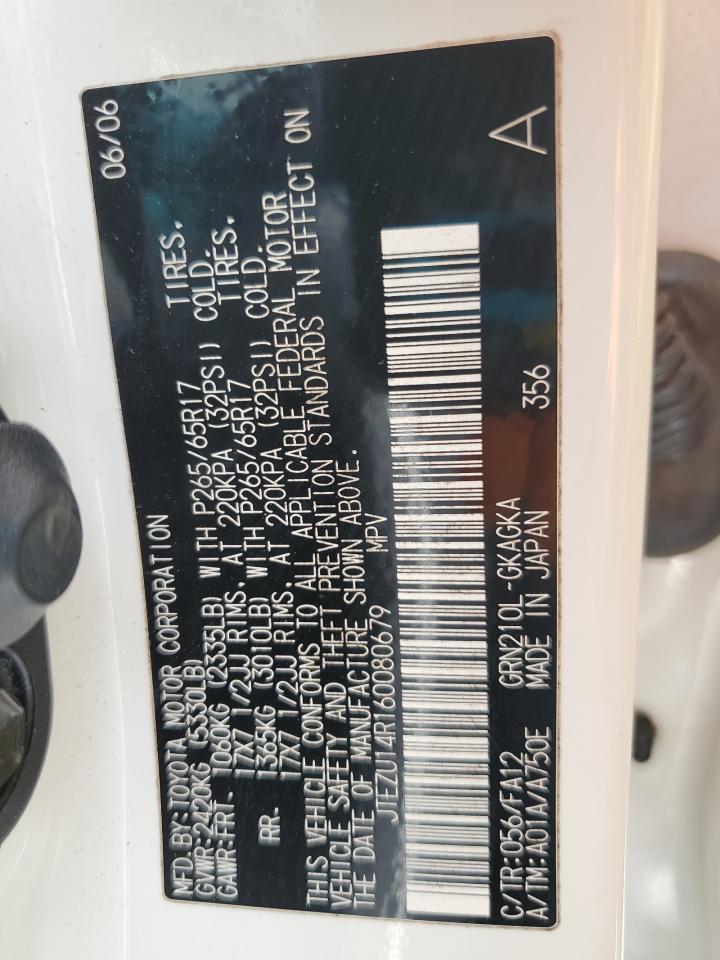 MFD.BY:TOYOTA MOTOR CORPORATION 06/06
GVWR:2420KG (5330LB)
GAWR:FRT- 1060KG (2335LB) WITH P265/65R17 TIRES.
17X7 1/2JJ RIMS, AT 220KPA (32PSI) COLD.
RR- 1365KG (3010LB) WITH P265/65R17 TIRES.
17X7 1/2JJ RIMS, AT 220KPA (32PSI) COLD.
THIS VEHICLE CONFORMS TO ALL APPLICABLE FEDERAL MOTOR
VEHICLE SAFETY AND THEFT PREVENTION STANDARDS IN EFFECT ON
THE DATE OF MANUFACTURE SHOWN ABOVE.
JTEZU14R160080679 MPV
C/TR:056/FA12 GRN210L-GKAGKA A
A/TM:A01A/A750E MADE IN JAPAN 356